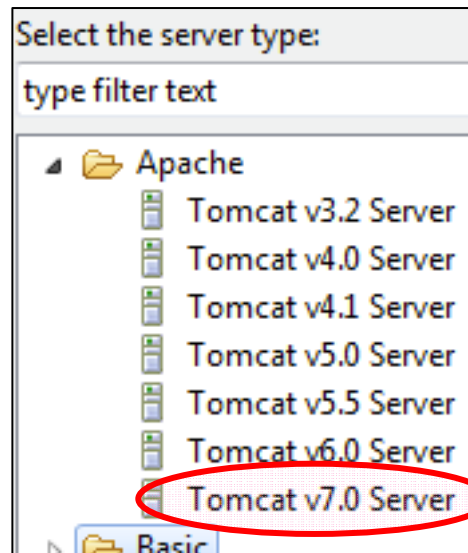 Select the server type:
type filter text
Apache
Tomcat v3.2 Server
Tomcat v4.0 Server
Tomcat v4.1 Server
Tomcat v5.0 Server
Tomcat v5.5 Server
Tomcat v6.0 Server
Tomcat v7.0 Server
Basic